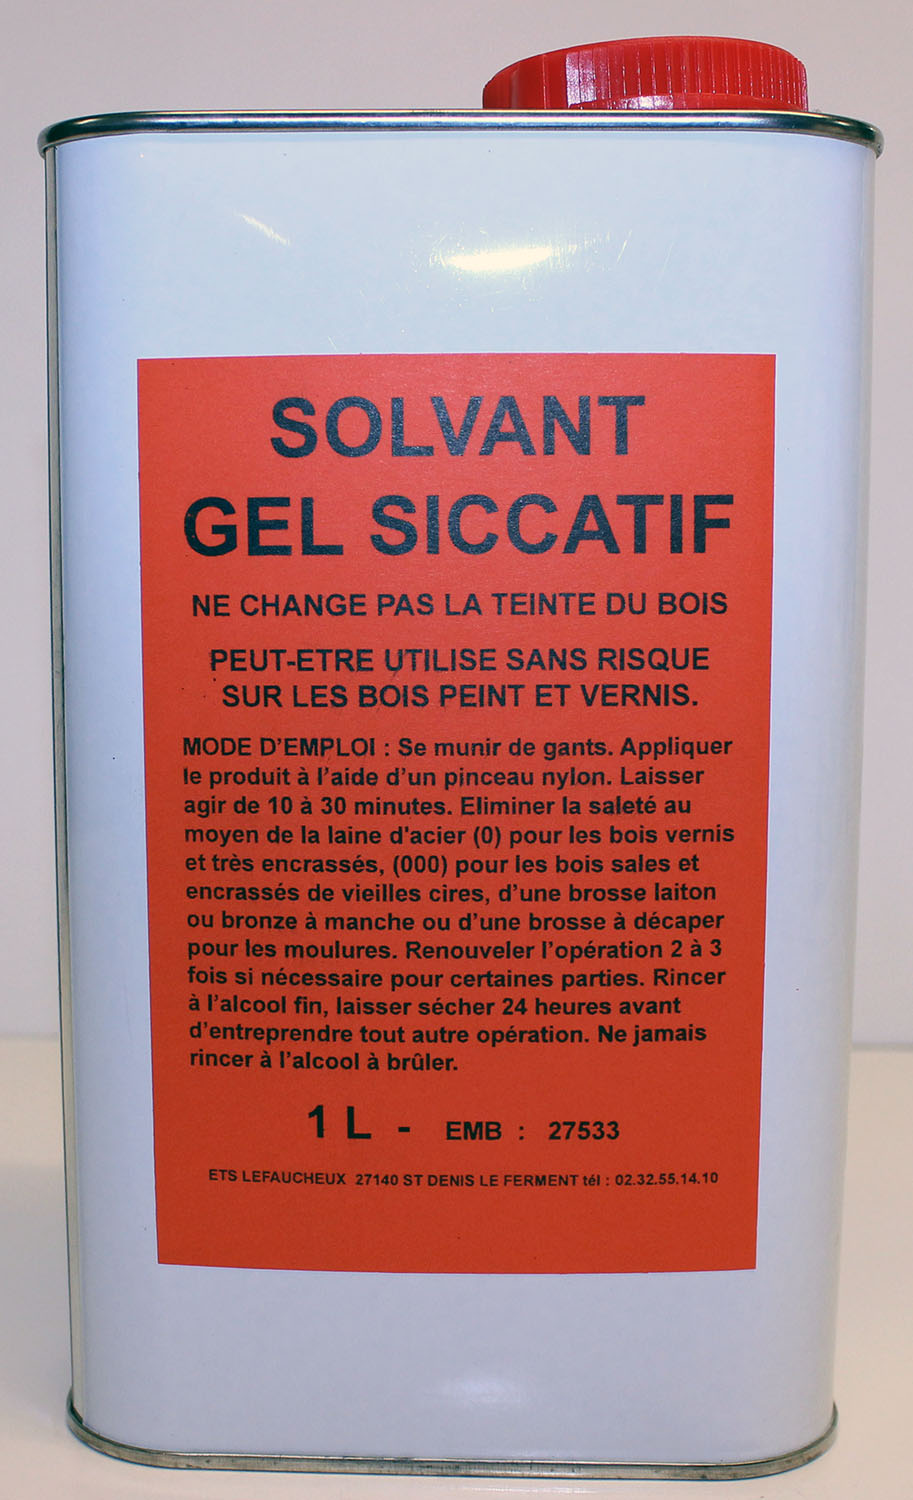 SOLVANT
GEL SICCATIF
NE CHANGE PAS LA TEINTE DU BOIS
PEUT-ETRE UTILISE SANS RISQUE
SUR LES BOIS PEINT ET VERNIS.
MODE D'EMPLOI : Se munir de gants. Appliquer
le produit à l'aide d'un pinceau nylon. Laisser
agir de 10 à 30 minutes. Eliminer la saleté au
moyen de la laine d'acier (0) pour les bois vernis
et très encrassés, (000) pour les bois sales et
encrassés de vieilles cires, d'une brosse laiton
ou bronze à manche ou d'une brosse à décaper
pour les moulures. Renouveler l'opération 2 à 3
fois si nécessaire pour certaines parties. Rincer
à l'alcool fin, laisser sécher 24 heures avant
d'entreprendre tout autre opération. Ne jamais
rincer à l'alcool à brûler.
1 L - EMB : 27533
ETS LEFAUCHEUX 27140 ST DENIS LE FERMENT tél : 02.32.55.14.10